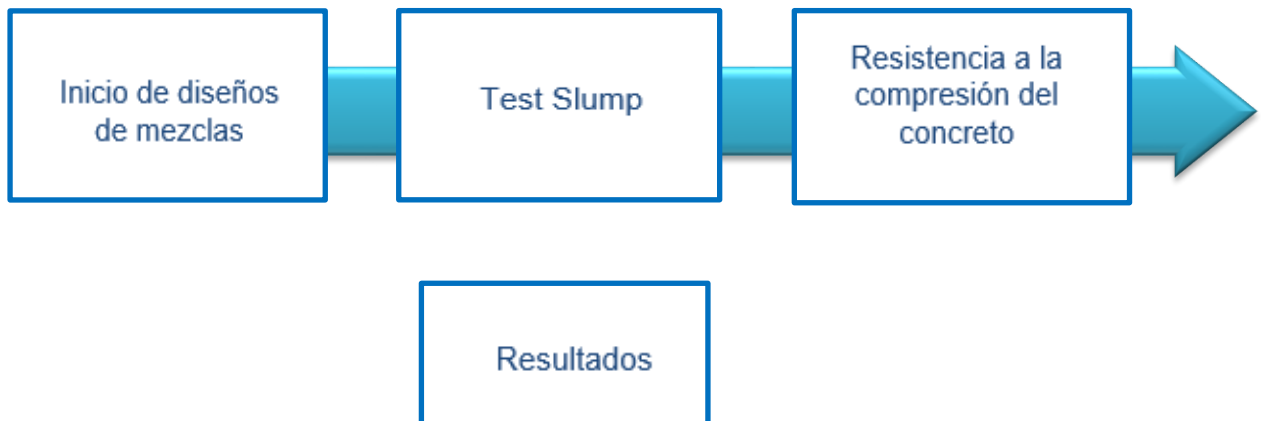 Inicio de diseños
de mezclas
Test Slump
Resistencia a la
compresión del
concreto
Resultados